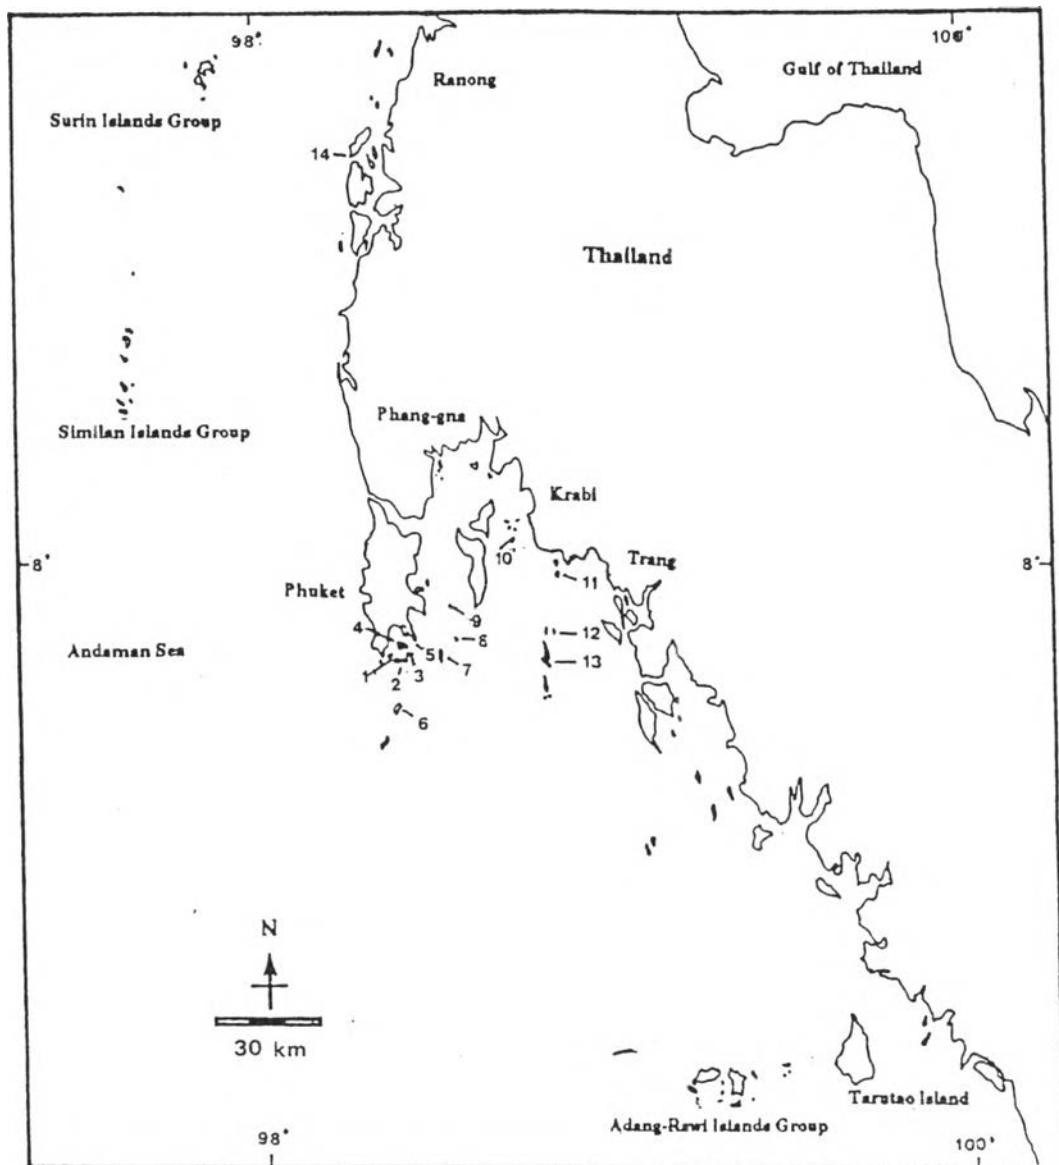 98°
100°
Ranong
Gulf of Thailand
Surin Islands Group
14
Thailand
Phang-gna
Similan Islands Group
Krabi
10
8°
8°
Trang
11
Phuket
9
4
8
12
Andaman Sea
5
7
13
1
3
2
6
N
30 km
Tarutao Island
Adang-Rawi Islands Group
98°
100°